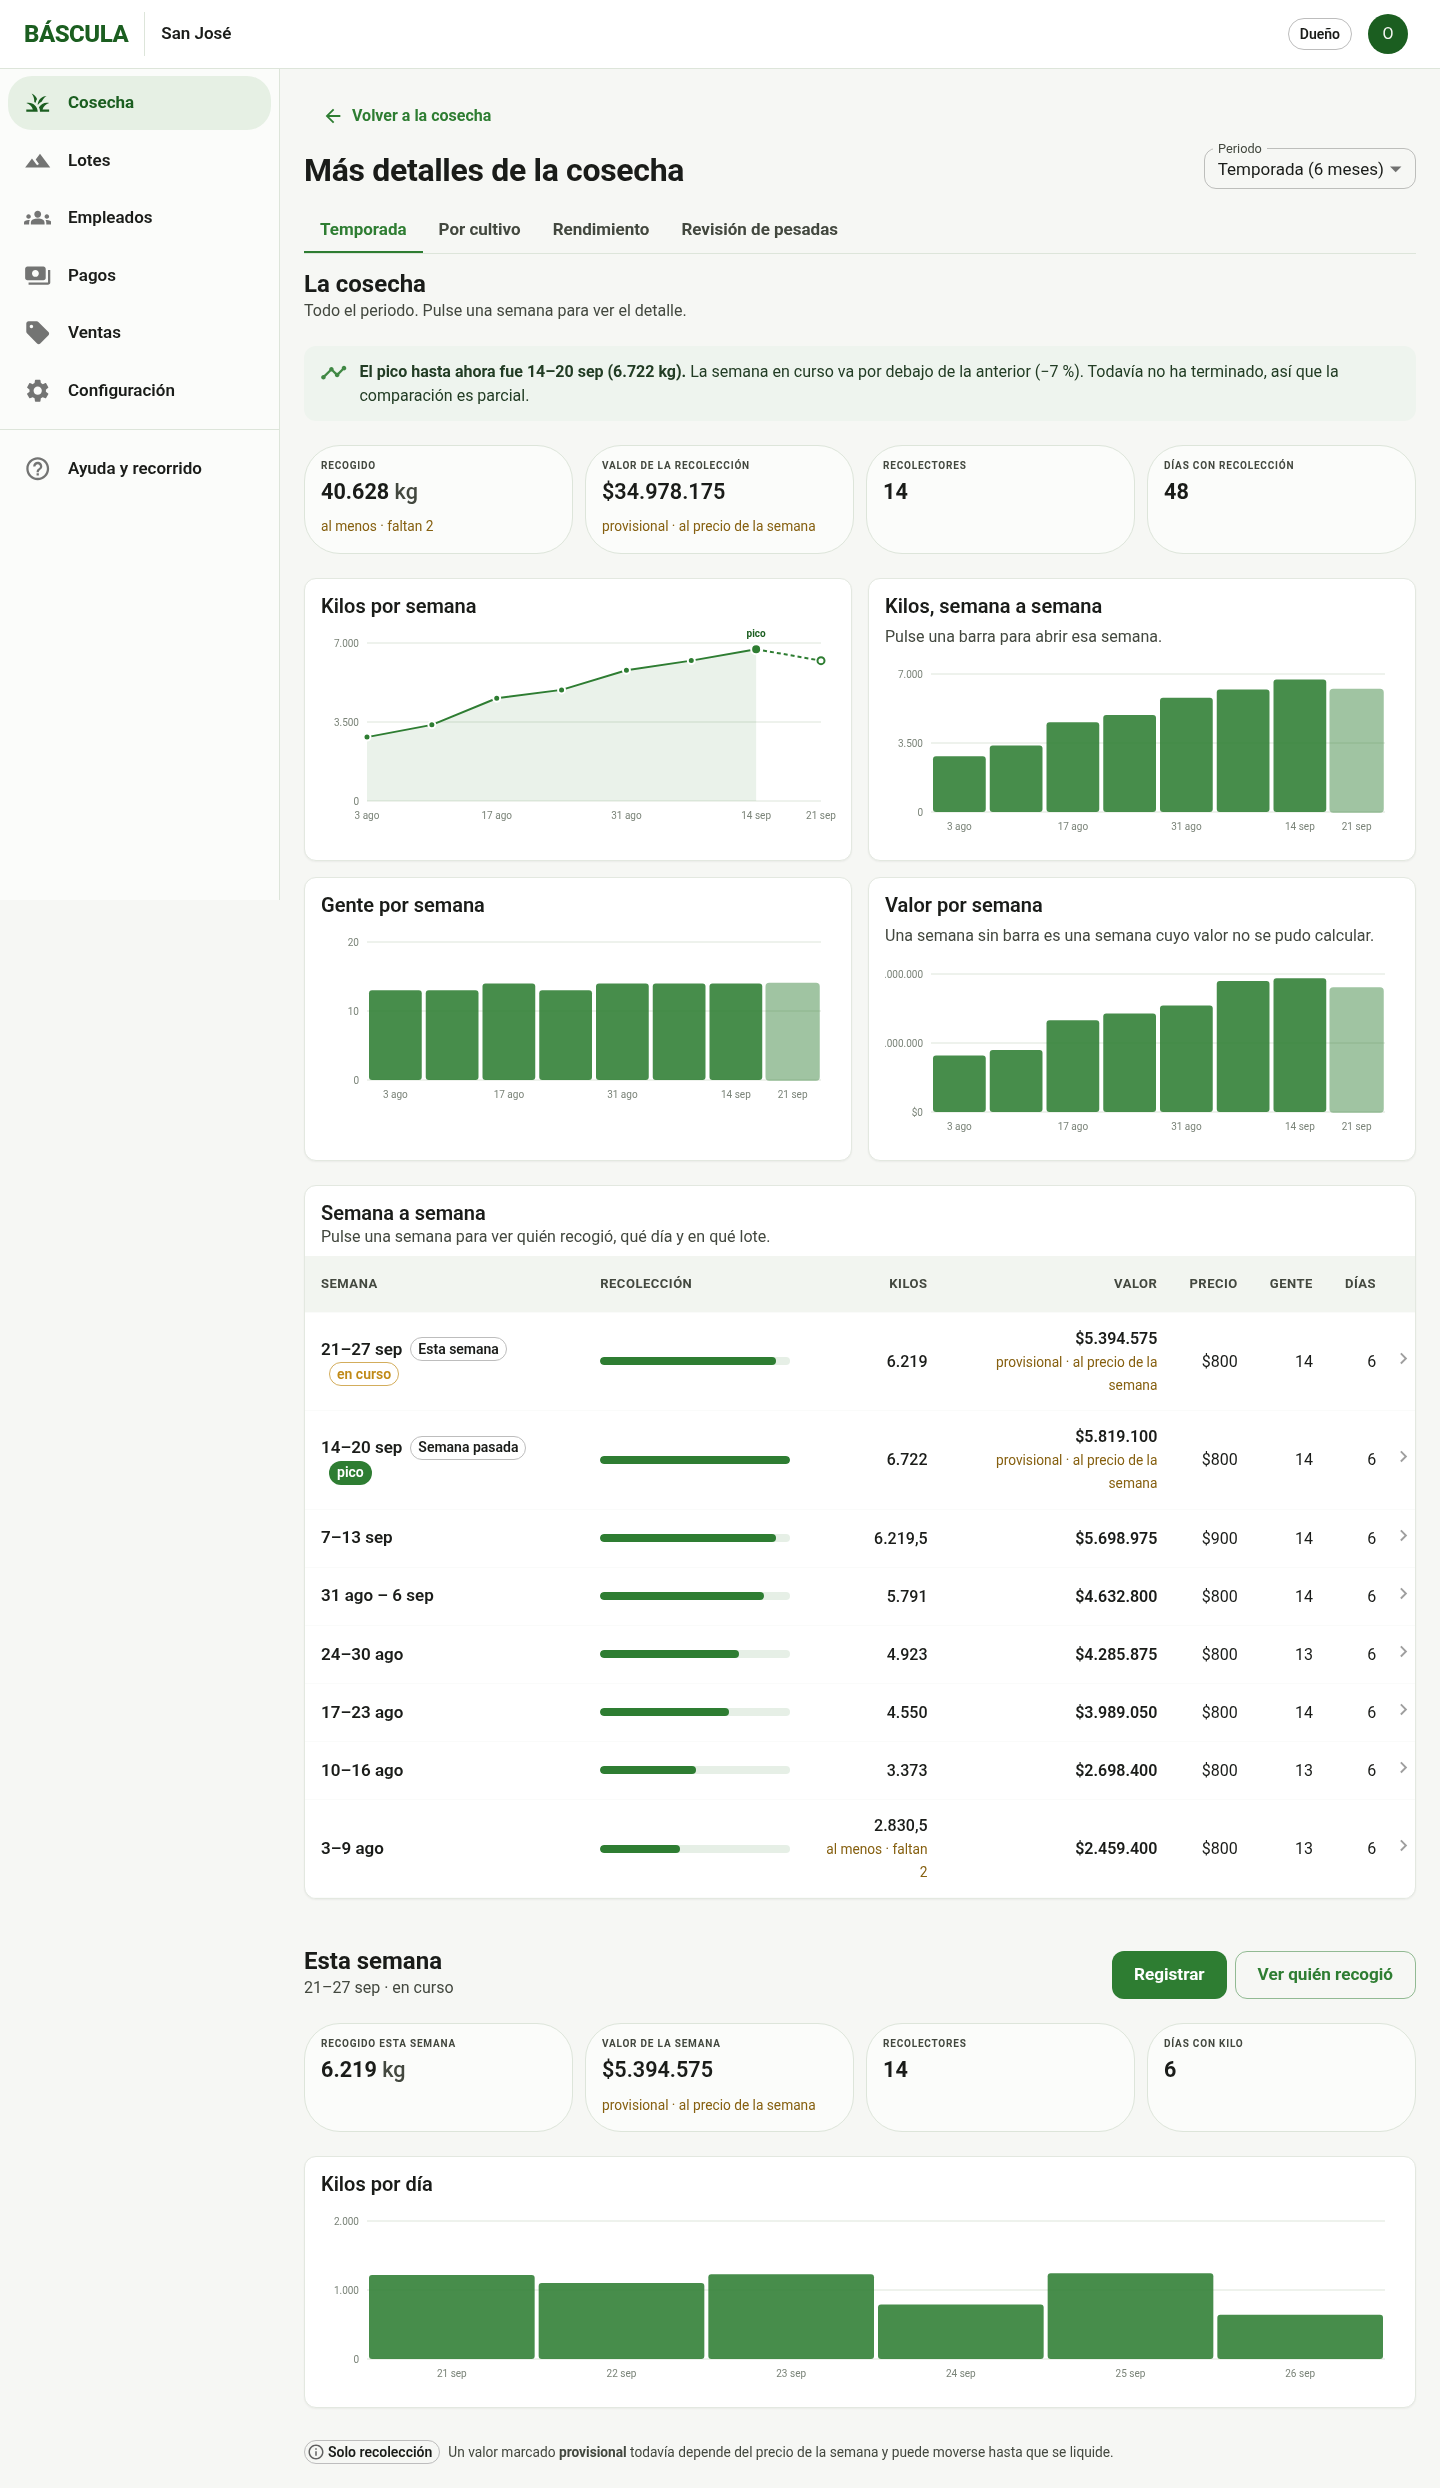 BÁSCULA
San José
Dueño
O
Cosecha
Lotes
Empleados
Pagos
Ventas
Configuración
Ayuda y recorrido
Volver a la cosecha
Más detalles de la cosecha
Periodo
Temporada (6 meses)
Temporada
Por cultivo
Rendimiento
Revisión de pesadas
La cosecha
Todo el periodo. Pulse una semana para ver el detalle.
El pico hasta ahora fue 14–20 sep (6.722 kg). La semana en curso va por debajo de la anterior (−7 %). Todavía no ha terminado, así que la
comparación es parcial.
RECOGIDO
40.628 kg
al menos · faltan 2
VALOR DE LA RECOLECCIÓN
$34.978.175
provisional · al precio de la semana
RECOLECTORES
14
DÍAS CON RECOLECCIÓN
48
Kilos por semana
pico
7.000
3.500
0
3 ago
17 ago
31 ago
14 sep
21 sep
Kilos, semana a semana
Pulse una barra para abrir esa semana.
7.000
3.500
0
3 ago
17 ago
31 ago
14 sep
21 sep
Gente por semana
20
10
0
3 ago
17 ago
31 ago
14 sep
21 sep
Valor por semana
Una semana sin barra es una semana cuyo valor no se pudo calcular.
.000.000
.000.000
$0
3 ago
17 ago
31 ago
14 sep
21 sep
Semana a semana
Pulse una semana para ver quién recogió, qué día y en qué lote.
SEMANA RECOLECCIÓN KILOS VALOR PRECIO GENTE DÍAS
21–27 sep Esta semana
en curso
6.219
$5.394.575
provisional · al precio de la
semana
$800 14 6
14–20 sep Semana pasada
pico
6.722
$5.819.100
provisional · al precio de la
semana
$800 14 6
7–13 sep 6.219,5 $5.698.975 $900 14 6
31 ago – 6 sep 5.791 $4.632.800 $800 14 6
24–30 ago 4.923 $4.285.875 $800 13 6
17–23 ago 4.550 $3.989.050 $800 14 6
10–16 ago 3.373 $2.698.400 $800 13 6
3–9 ago
2.830,5
al menos · faltan
2
$2.459.400 $800 13 6
Esta semana
21–27 sep · en curso
Registrar
Ver quién recogió
RECOGIDO ESTA SEMANA
6.219 kg
VALOR DE LA SEMANA
$5.394.575
provisional · al precio de la semana
RECOLECTORES
14
DÍAS CON KILO
6
Kilos por día
2.000
1.000
0
21 sep
22 sep
23 sep
24 sep
25 sep
26 sep
Solo recolección
Un valor marcado provisional todavía depende del precio de la semana y puede moverse hasta que se liquide.